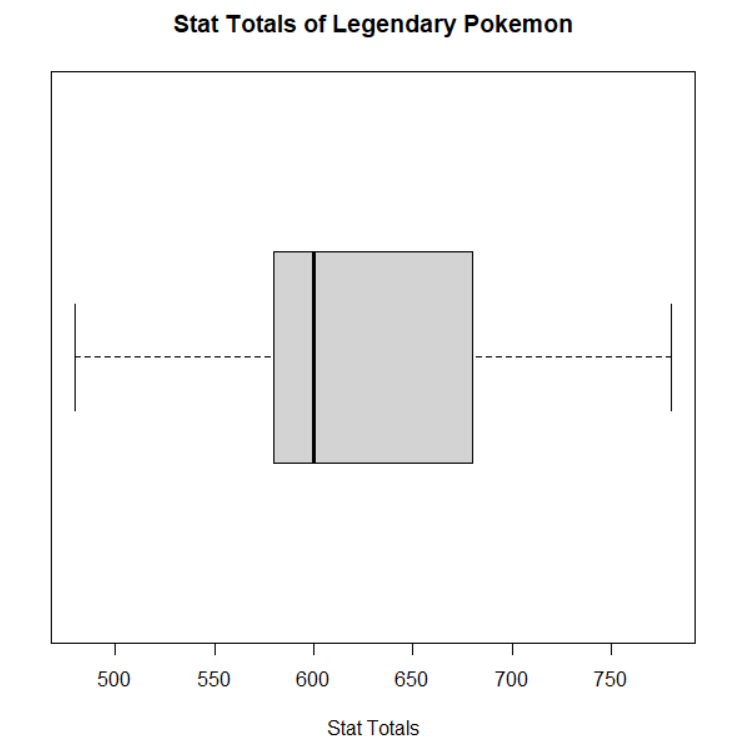 Stat Totals of Legendary Pokemon
500 550 600 650 700 750
Stat Totals